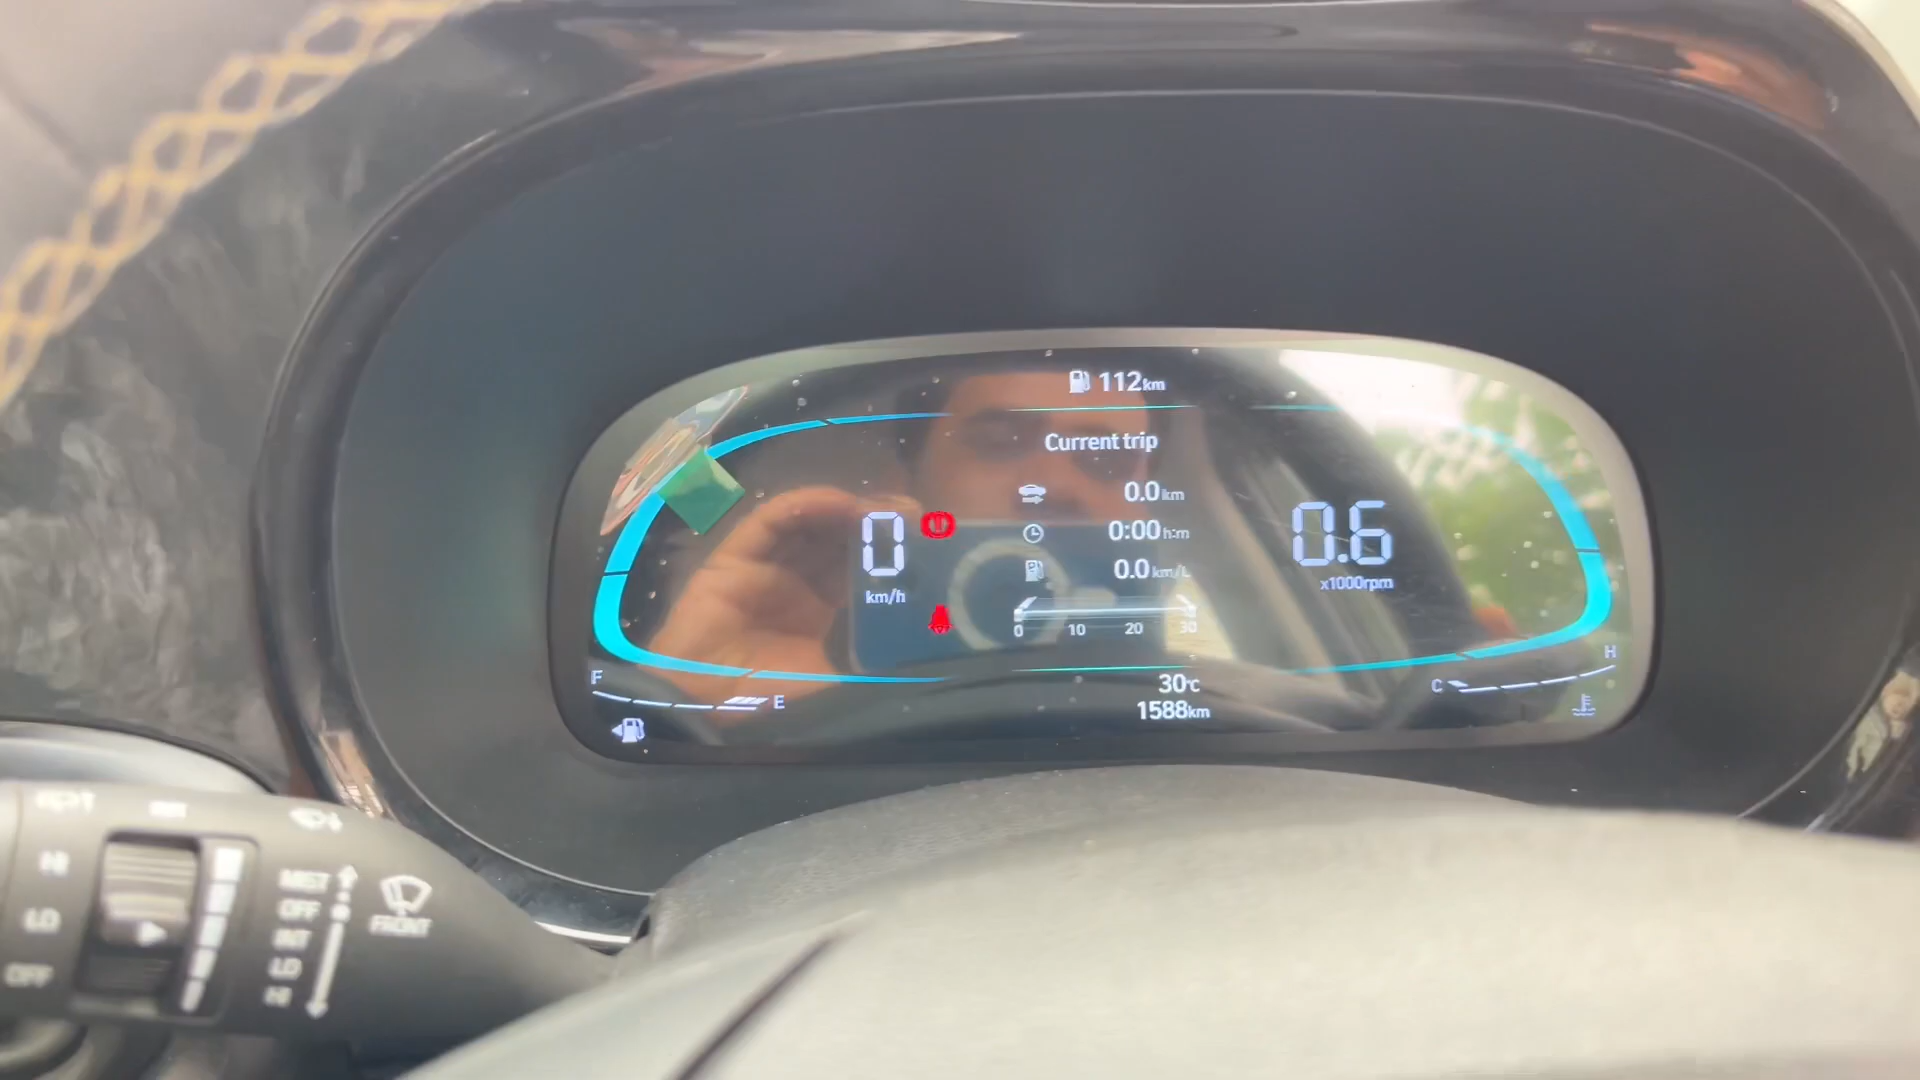 112km
Current trip
0.0km
0:00h:m
0.0km/L
0 10 20 30
0
km/h
0.6
x1000rpm
F
E
C
H
30°c
1588km
HI
LO
OFF
MIST
OFF
INT
LO
HI
FRONT